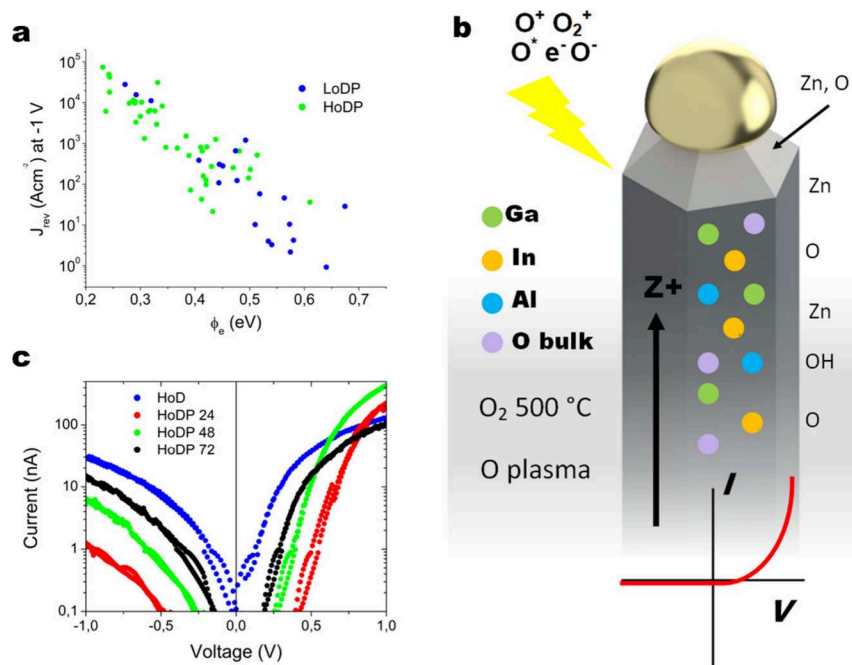 a
J_rev (Acm⁻²) at -1 V
10⁵
10⁴
10³
10²
10¹
10⁰
0,2 0,3 0,4 0,5 0,6 0,7
ϕ_e (eV)
LoDP
HoDP
b
O⁺ O₂⁺
O* e⁻ O⁻
Zn, O
Zn
O
Zn
OH
O
Ga
In
Al
O bulk
Z+
O₂ 500 °C
O plasma
I
V
c
Current (nA)
100
10
1
0,1
-1,0 -0,5 0,0 0,5 1,0
Voltage (V)
HoD
HoDP 24
HoDP 48
HoDP 72